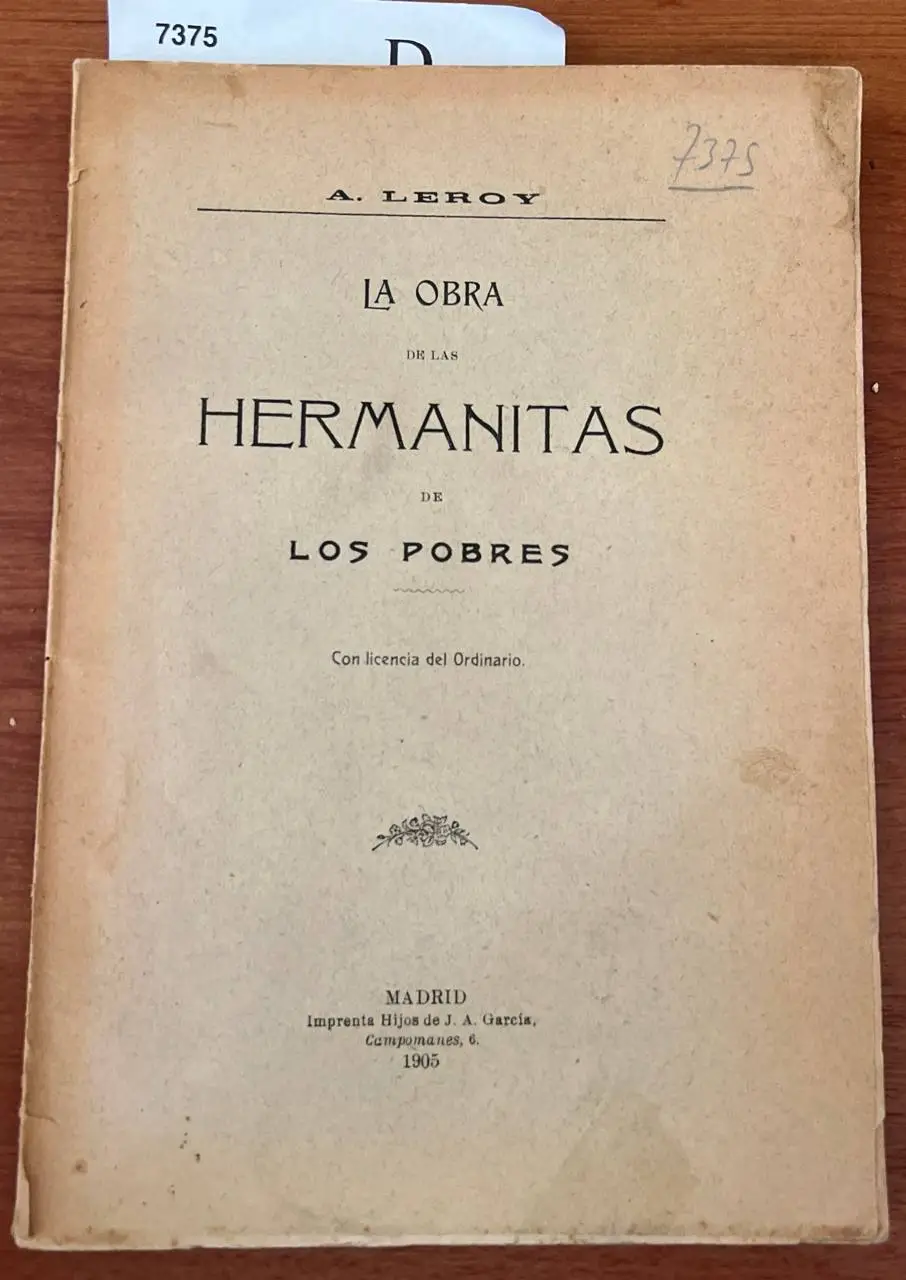 7375
D
7375
A. LEROY
LA OBRA
DE LAS
HERMANITAS
DE
LOS POBRES
Con licencia del Ordinario.
MADRID
Imprenta Hijos de J. A. García,
Campomanes, 6.
1905